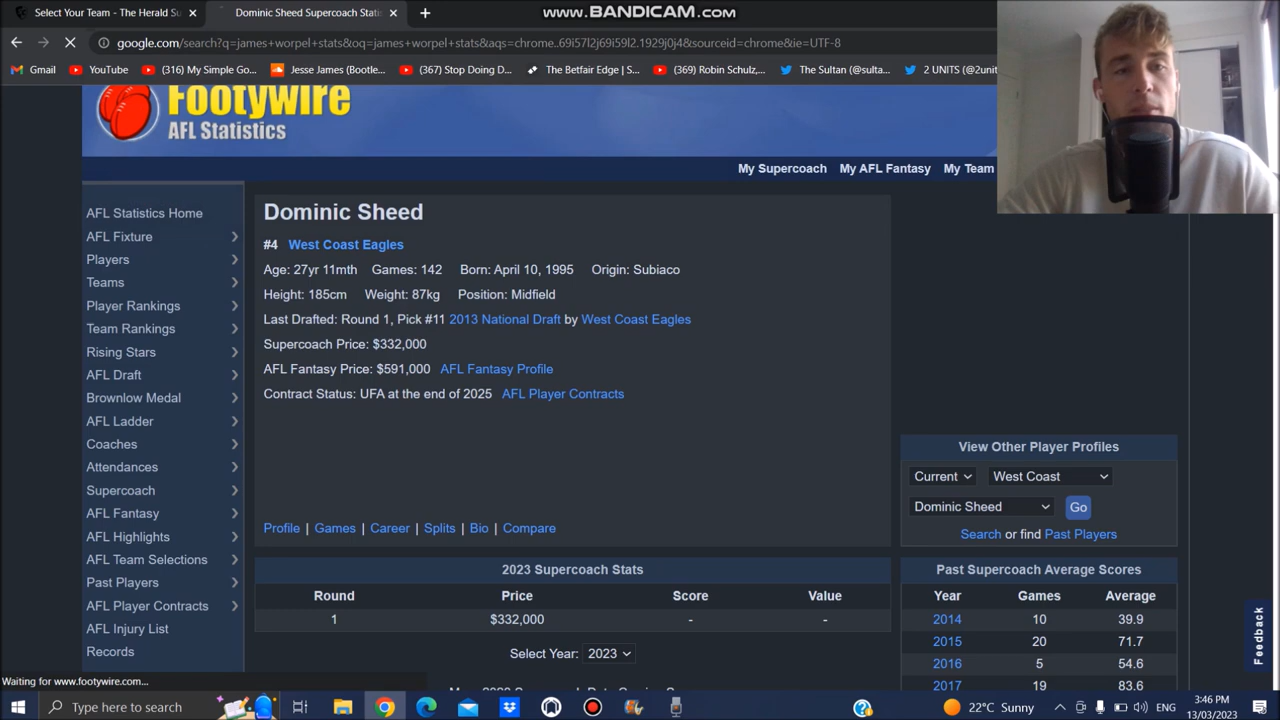 Select Your Team - The Herald Su
Dominic Sheed Supercoach Stati
www.BANDICAM.com
google.com/search?q=james+worpel+stats&oq=james+worpel+stats&aqs=chrome..69i57l2j69i59l2.1929j0j4&sourceid=chrome&ie=UTF-8
Gmail
YouTube
(316) My Simple Go...
Jesse James (Bootle...
(367) Stop Doing D...
The Betfair Edge | S...
(369) Robin Schulz,...
The Sultan (@sulta...
2 UNITS (@2unit
Footywire
AFL Statistics
My Supercoach My AFL Fantasy My Team
AFL Statistics Home
AFL Fixture
Players
Teams
Player Rankings
Team Rankings
Rising Stars
AFL Draft
Brownlow Medal
AFL Ladder
Coaches
Attendances
Supercoach
AFL Fantasy
AFL Highlights
AFL Team Selections
Past Players
AFL Player Contracts
AFL Injury List
Records
Dominic Sheed
#4 West Coast Eagles
Age: 27yr 11mth Games: 142 Born: April 10, 1995 Origin: Subiaco
Height: 185cm Weight: 87kg Position: Midfield
Last Drafted: Round 1, Pick #11 2013 National Draft by West Coast Eagles
Supercoach Price: $332,000
AFL Fantasy Price: $591,000 AFL Fantasy Profile
Contract Status: UFA at the end of 2025 AFL Player Contracts
Profile | Games | Career | Splits | Bio | Compare
2023 Supercoach Stats
Round Price Score Value
1 $332,000 - -
Select Year: 2023
View Other Player Profiles
Current West Coast
Dominic Sheed Go
Search or find Past Players
Past Supercoach Average Scores
Year Games Average
2014 10 39.9
2015 20 71.7
2016 5 54.6
2017 19 83.6
Feedback
Waiting for www.footywire.com...
Type here to search
22°C Sunny
ENG
3:46 PM
13/03/2023